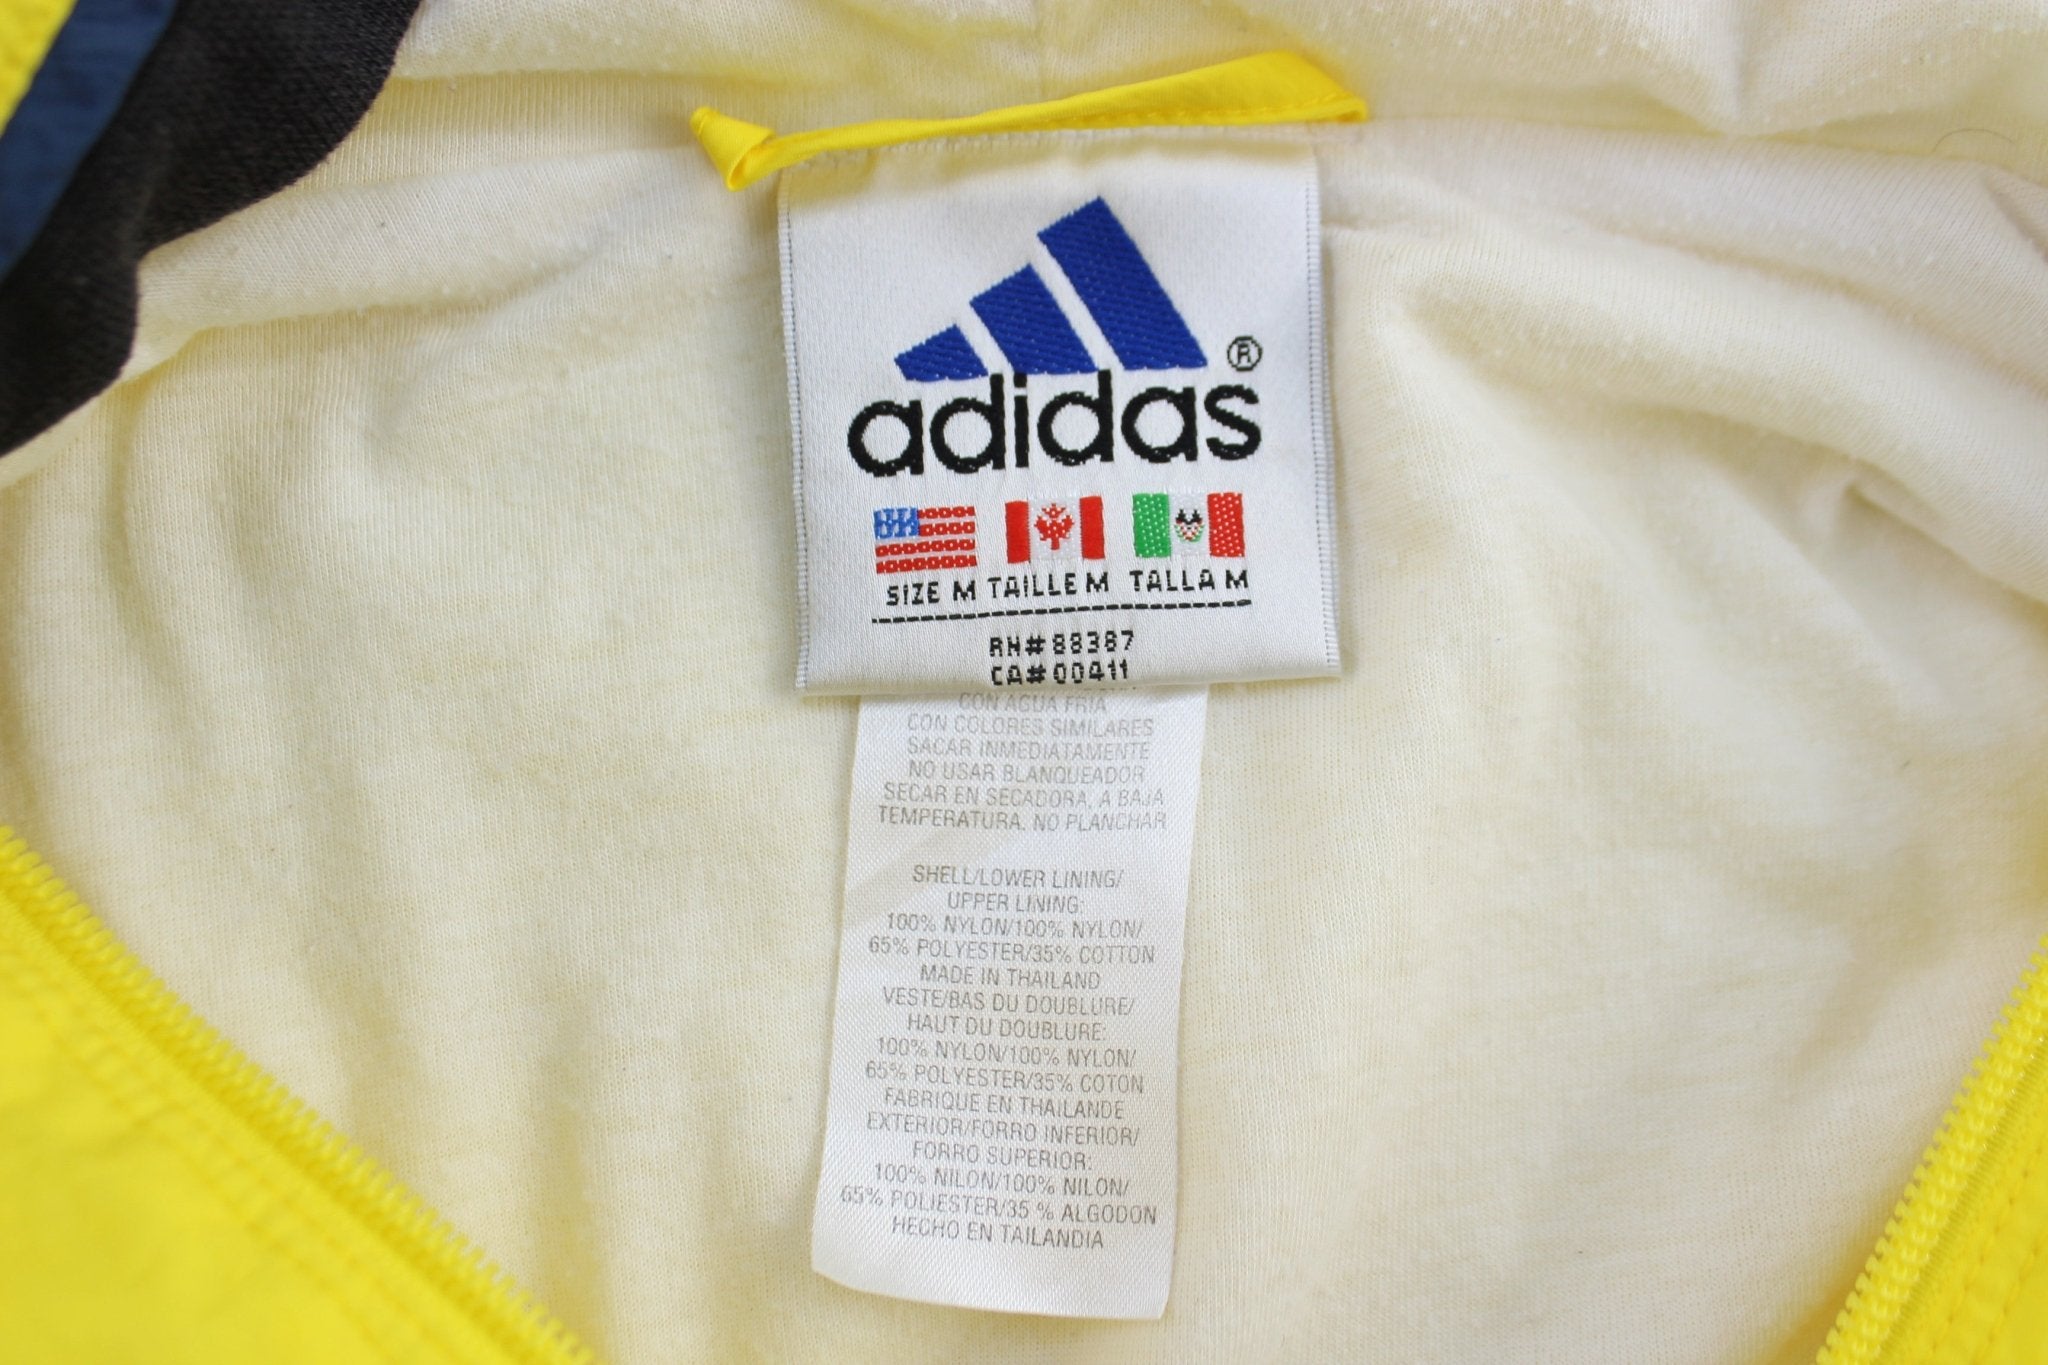 ®
adidas
SIZE M TAILLE M TALLA M
RN#88387
CA#00411
CON AGUA FRIA
CON COLORES SIMILARES
SACAR INMEDIATAMENTE
NO USAR BLANQUEADOR
SECAR EN SECADORA, A BAJA
TEMPERATURA. NO PLANCHAR
SHELL/LOWER LINING/
UPPER LINING:
100% NYLON/100% NYLON/
65% POLYESTER/35% COTTON
MADE IN THAILAND
VESTE/BAS DU DOUBLURE/
HAUT DU DOUBLURE:
100% NYLON/100% NYLON/
65% POLYESTER/35% COTON
FABRIQUE EN THAILANDE
EXTERIOR/FORRO INFERIOR/
FORRO SUPERIOR:
100% NILON/100% NILON/
65% POLIESTER/35 % ALGODON
HECHO EN TAILANDIA